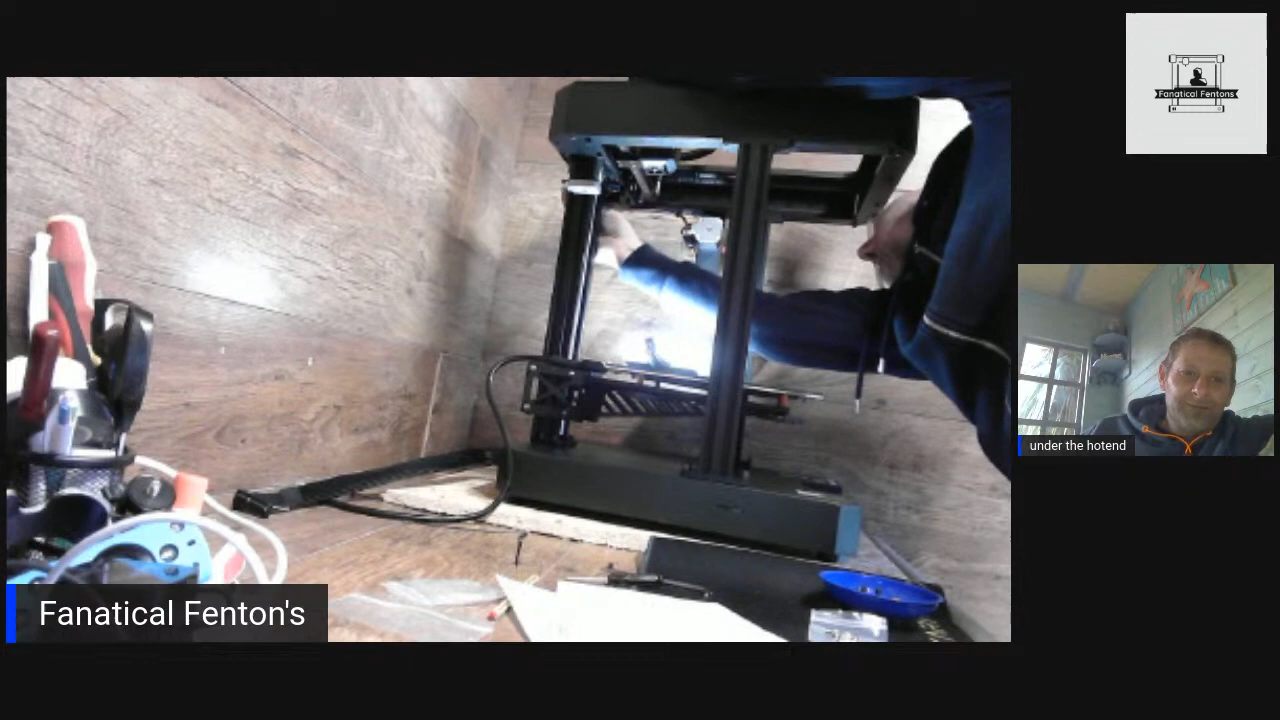 Fanatical Fentons
under the hotend
Fanatical Fenton's